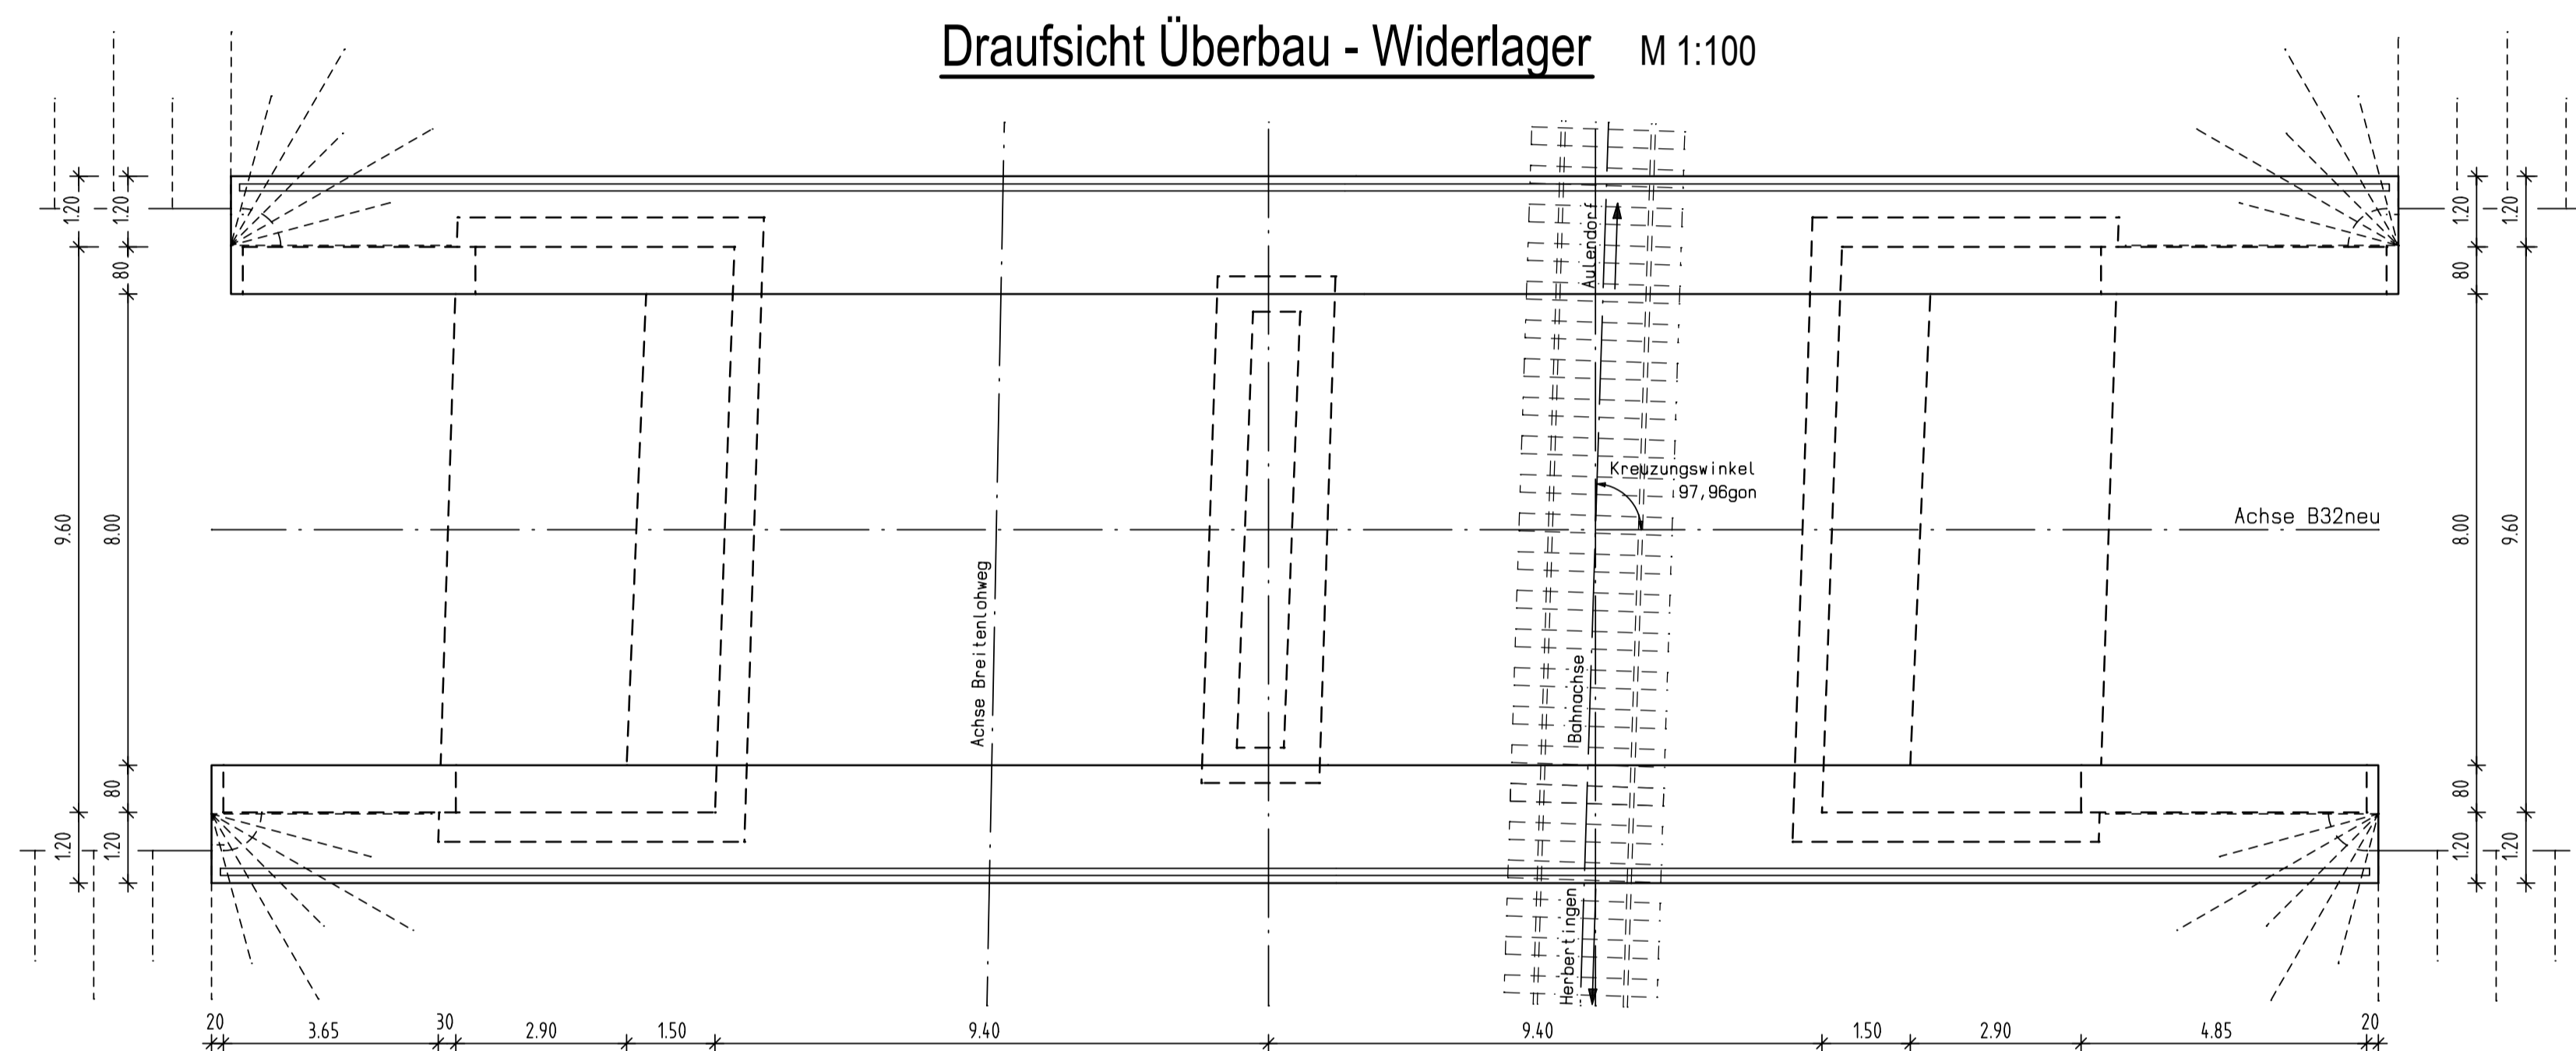 Draufsicht Überbau - Widerlager M 1:100
1.20
1.20
80
9.60
8.00
80
1.20
1.20
Aulendorf
Kreuzungswinkel
97,96gon
Achse B32neu
Achse Breitenlohweg
Bahnachse
Herbertingen
1.20
1.20
80
8.00
9.60
80
1.20
1.20
20 3.65 30 2.90 1.50 9.40 9.40 1.50 2.90 4.85 20